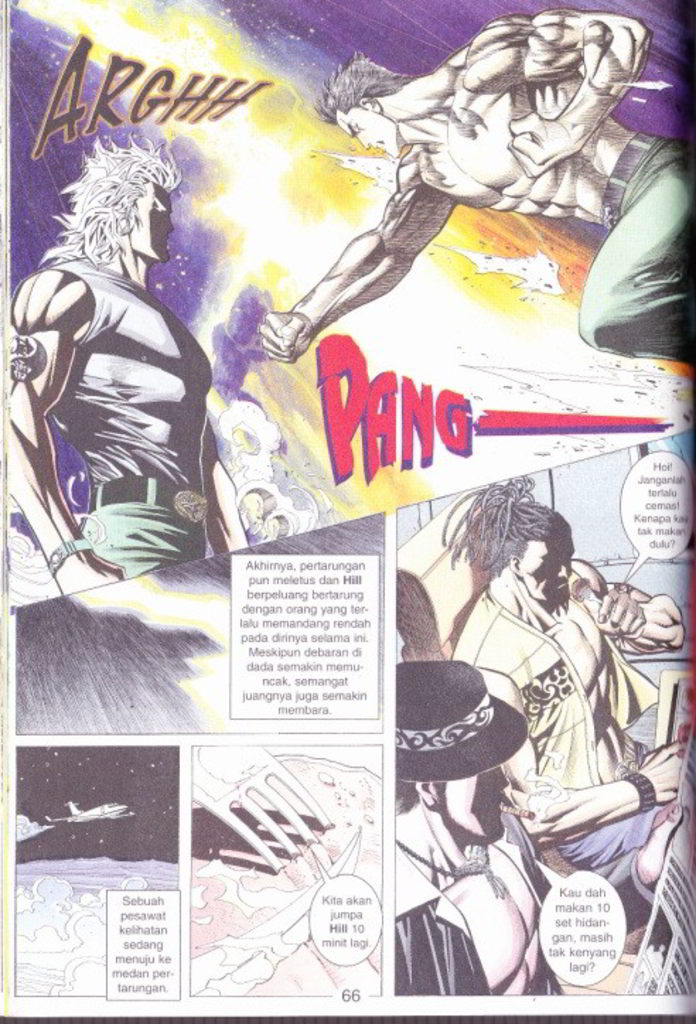 ARGHH
PANG
Akhirnya, pertarungan
pun meletus dan Hill
berpeluang bertarung
dengan orang yang ter-
lalu memandang rendah
pada dirinya selama ini.
Meskipun debaran di
dada semakin memu-
ncak, semangat
juangnya juga semakin
membara.
Hoi!
Janganlah
terlalu
cemas!
Kenapa kau
tak makan
dulu?
Sebuah
pesawat
kelihatan
sedang
menuju ke
medan per-
tarungan.
Kita akan
jumpa
Hill 10
minit lagi.
Kau dah
makan 10
set hidan-
gan, masih
tak kenyang
lagi?
66